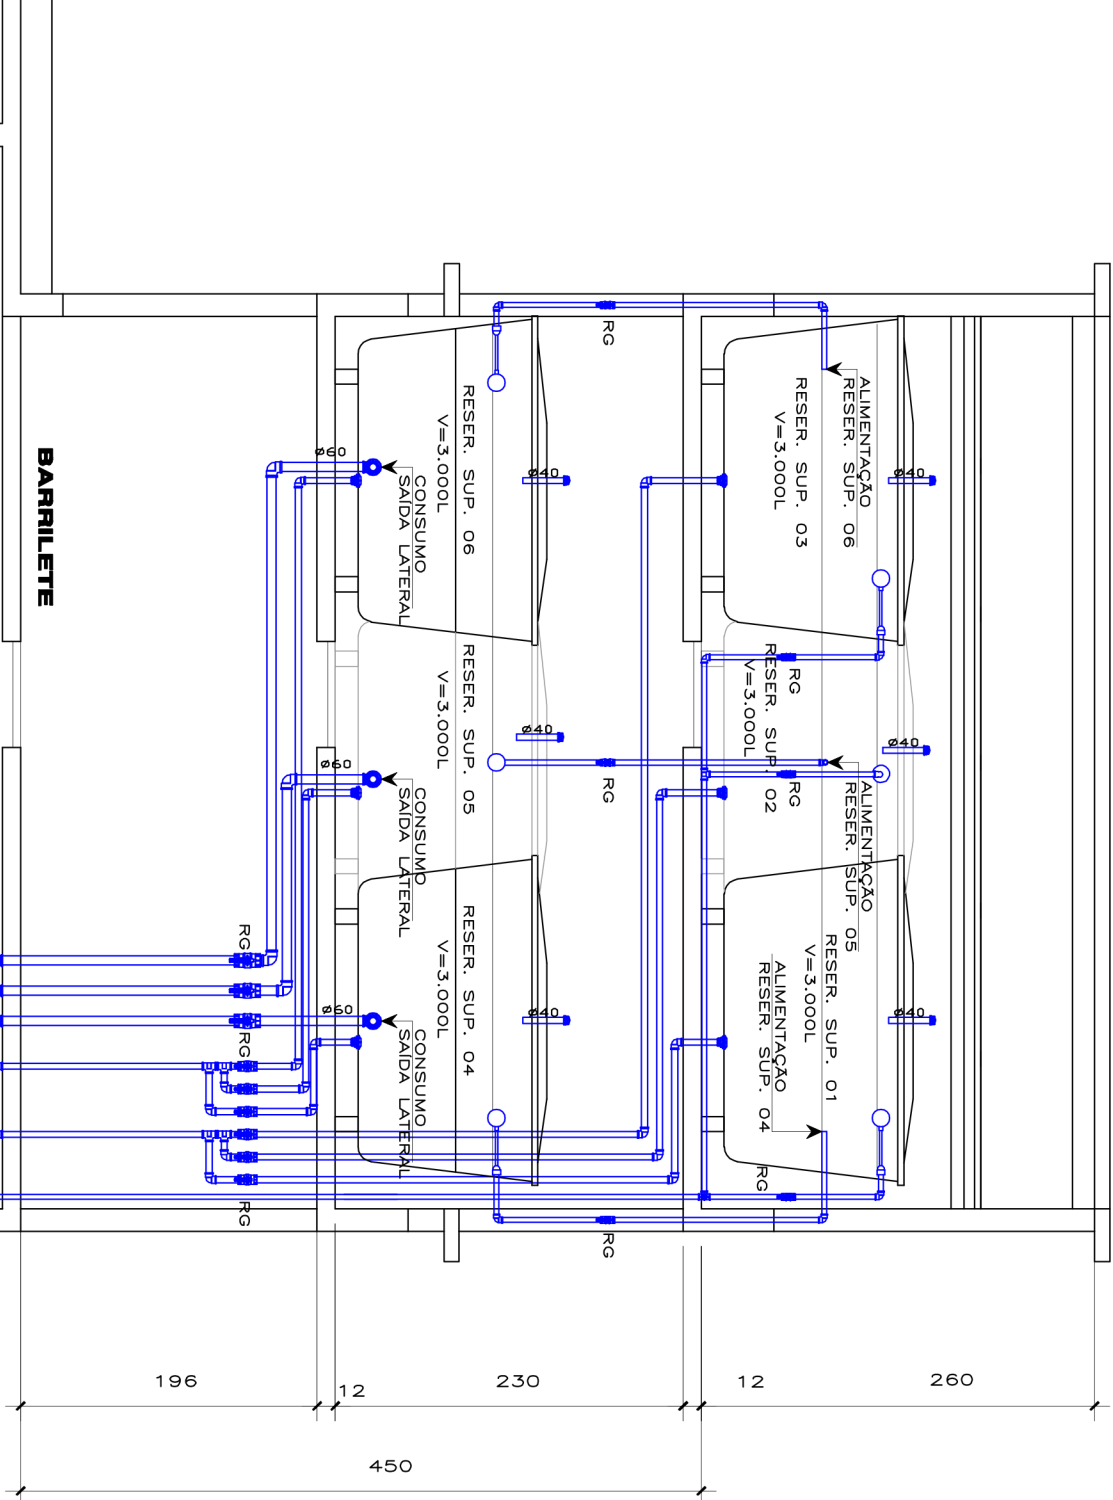 ALIMENTAÇÃO
RESER. SUP. 06
RESER. SUP. 03
V=3.000L
Ø40
RG
RESER. SUP. 02
V=3.000L
RG
Ø40
RG
ALIMENTAÇÃO
RESER. SUP. 05
RESER. SUP. 01
V=3.000L
ALIMENTAÇÃO
RESER. SUP. 04
Ø40
RG
RG
RG
RG
RESER. SUP. 06
V=3.000L
Ø40
CONSUMO
SAÍDA LATERAL
Ø60
RESER. SUP. 05
V=3.000L
Ø40
CONSUMO
SAÍDA LATERAL
Ø60
RESER. SUP. 04
V=3.000L
CONSUMO
SAÍDA LATERAL
Ø60
RG
RG
BARRILETE
196
12
230
12
260
450